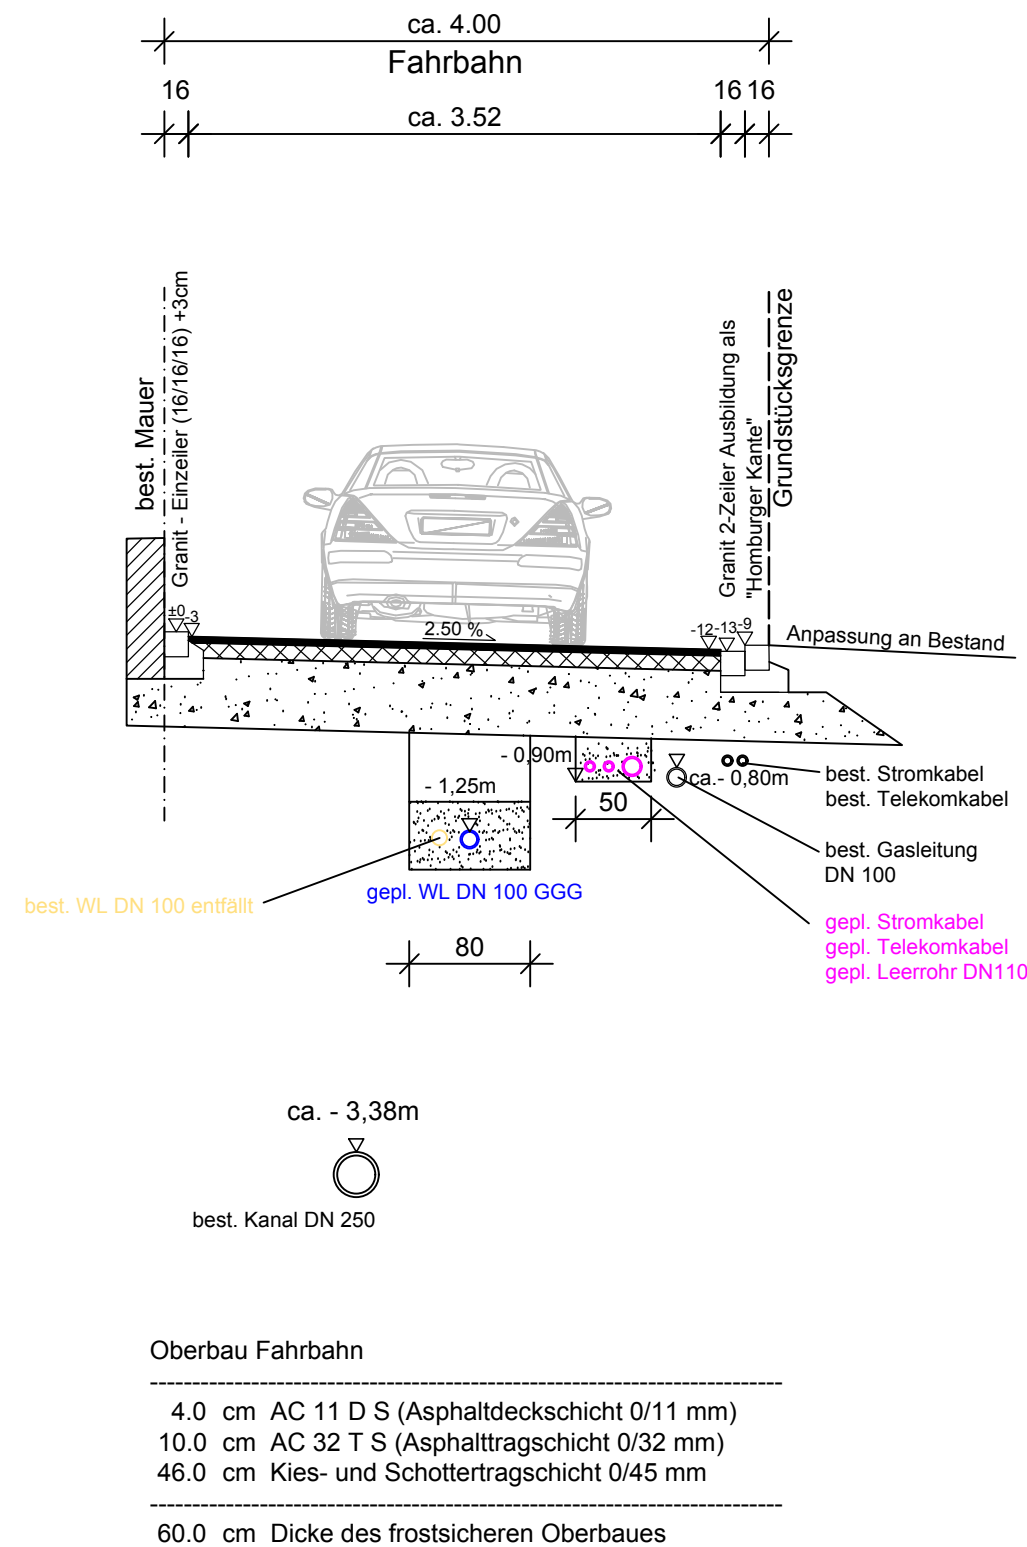 ca. 4.00
Fahrbahn
16
16 16
ca. 3.52
best. Mauer
Granit - Einzeiler (16/16/16) +3cm
Granit 2-Zeiler Ausbildung als
"Homburger Kante"
Grundstücksgrenze
±0
-3
2.50 %
-12
-13
-9
Anpassung an Bestand
- 0,90m
- 1,25m
ca.- 0,80m
50
best. Stromkabel
best. Telekomkabel
best. Gasleitung
DN 100
best. WL DN 100 entfällt
gepl. WL DN 100 GGG
gepl. Stromkabel
gepl. Telekomkabel
gepl. Leerrohr DN110
80
ca. - 3,38m
best. Kanal DN 250
Oberbau Fahrbahn
4.0 cm AC 11 D S (Asphaltdeckschicht 0/11 mm)
10.0 cm AC 32 T S (Asphalttragschicht 0/32 mm)
46.0 cm Kies- und Schottertragschicht 0/45 mm
60.0 cm Dicke des frostsicheren Oberbaues